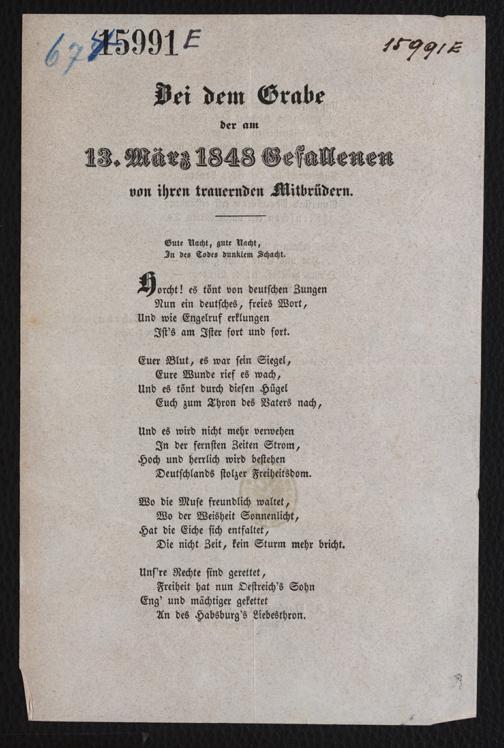 15991 E
15991E
Bei dem Grabe
der am
13. März 1848 Gefallenen
von ihren trauernden Mitbrüdern.
Gute Nacht, gute Nacht,
In des Todes dunklem Schacht.
Horcht! es tönt von deutschen Zungen
Nun ein deutsches, freies Wort,
Und wie Engelruf erklungen
Ist's am Ister fort und fort.
Euer Blut, es war sein Siegel,
Eure Wunde rief es wach,
Und es tönt durch diesen Hügel
Euch zum Thron des Vaters nach,
Und es wird nicht mehr verwehen
In der fernsten Zeiten Strom,
Hoch und herrlich wird bestehen
Deutschlands stolzer Freiheitsdom.
Wo die Muse freundlich waltet,
Wo der Weisheit Sonnenlicht,
Hat die Eiche sich entfaltet,
Die nicht Zeit, kein Sturm mehr bricht.
Uns're Rechte sind gerettet,
Freiheit hat nun Oestreich's Sohn
Eng' und mächtiger gekettet
An des Habsburg's Liebesthron.